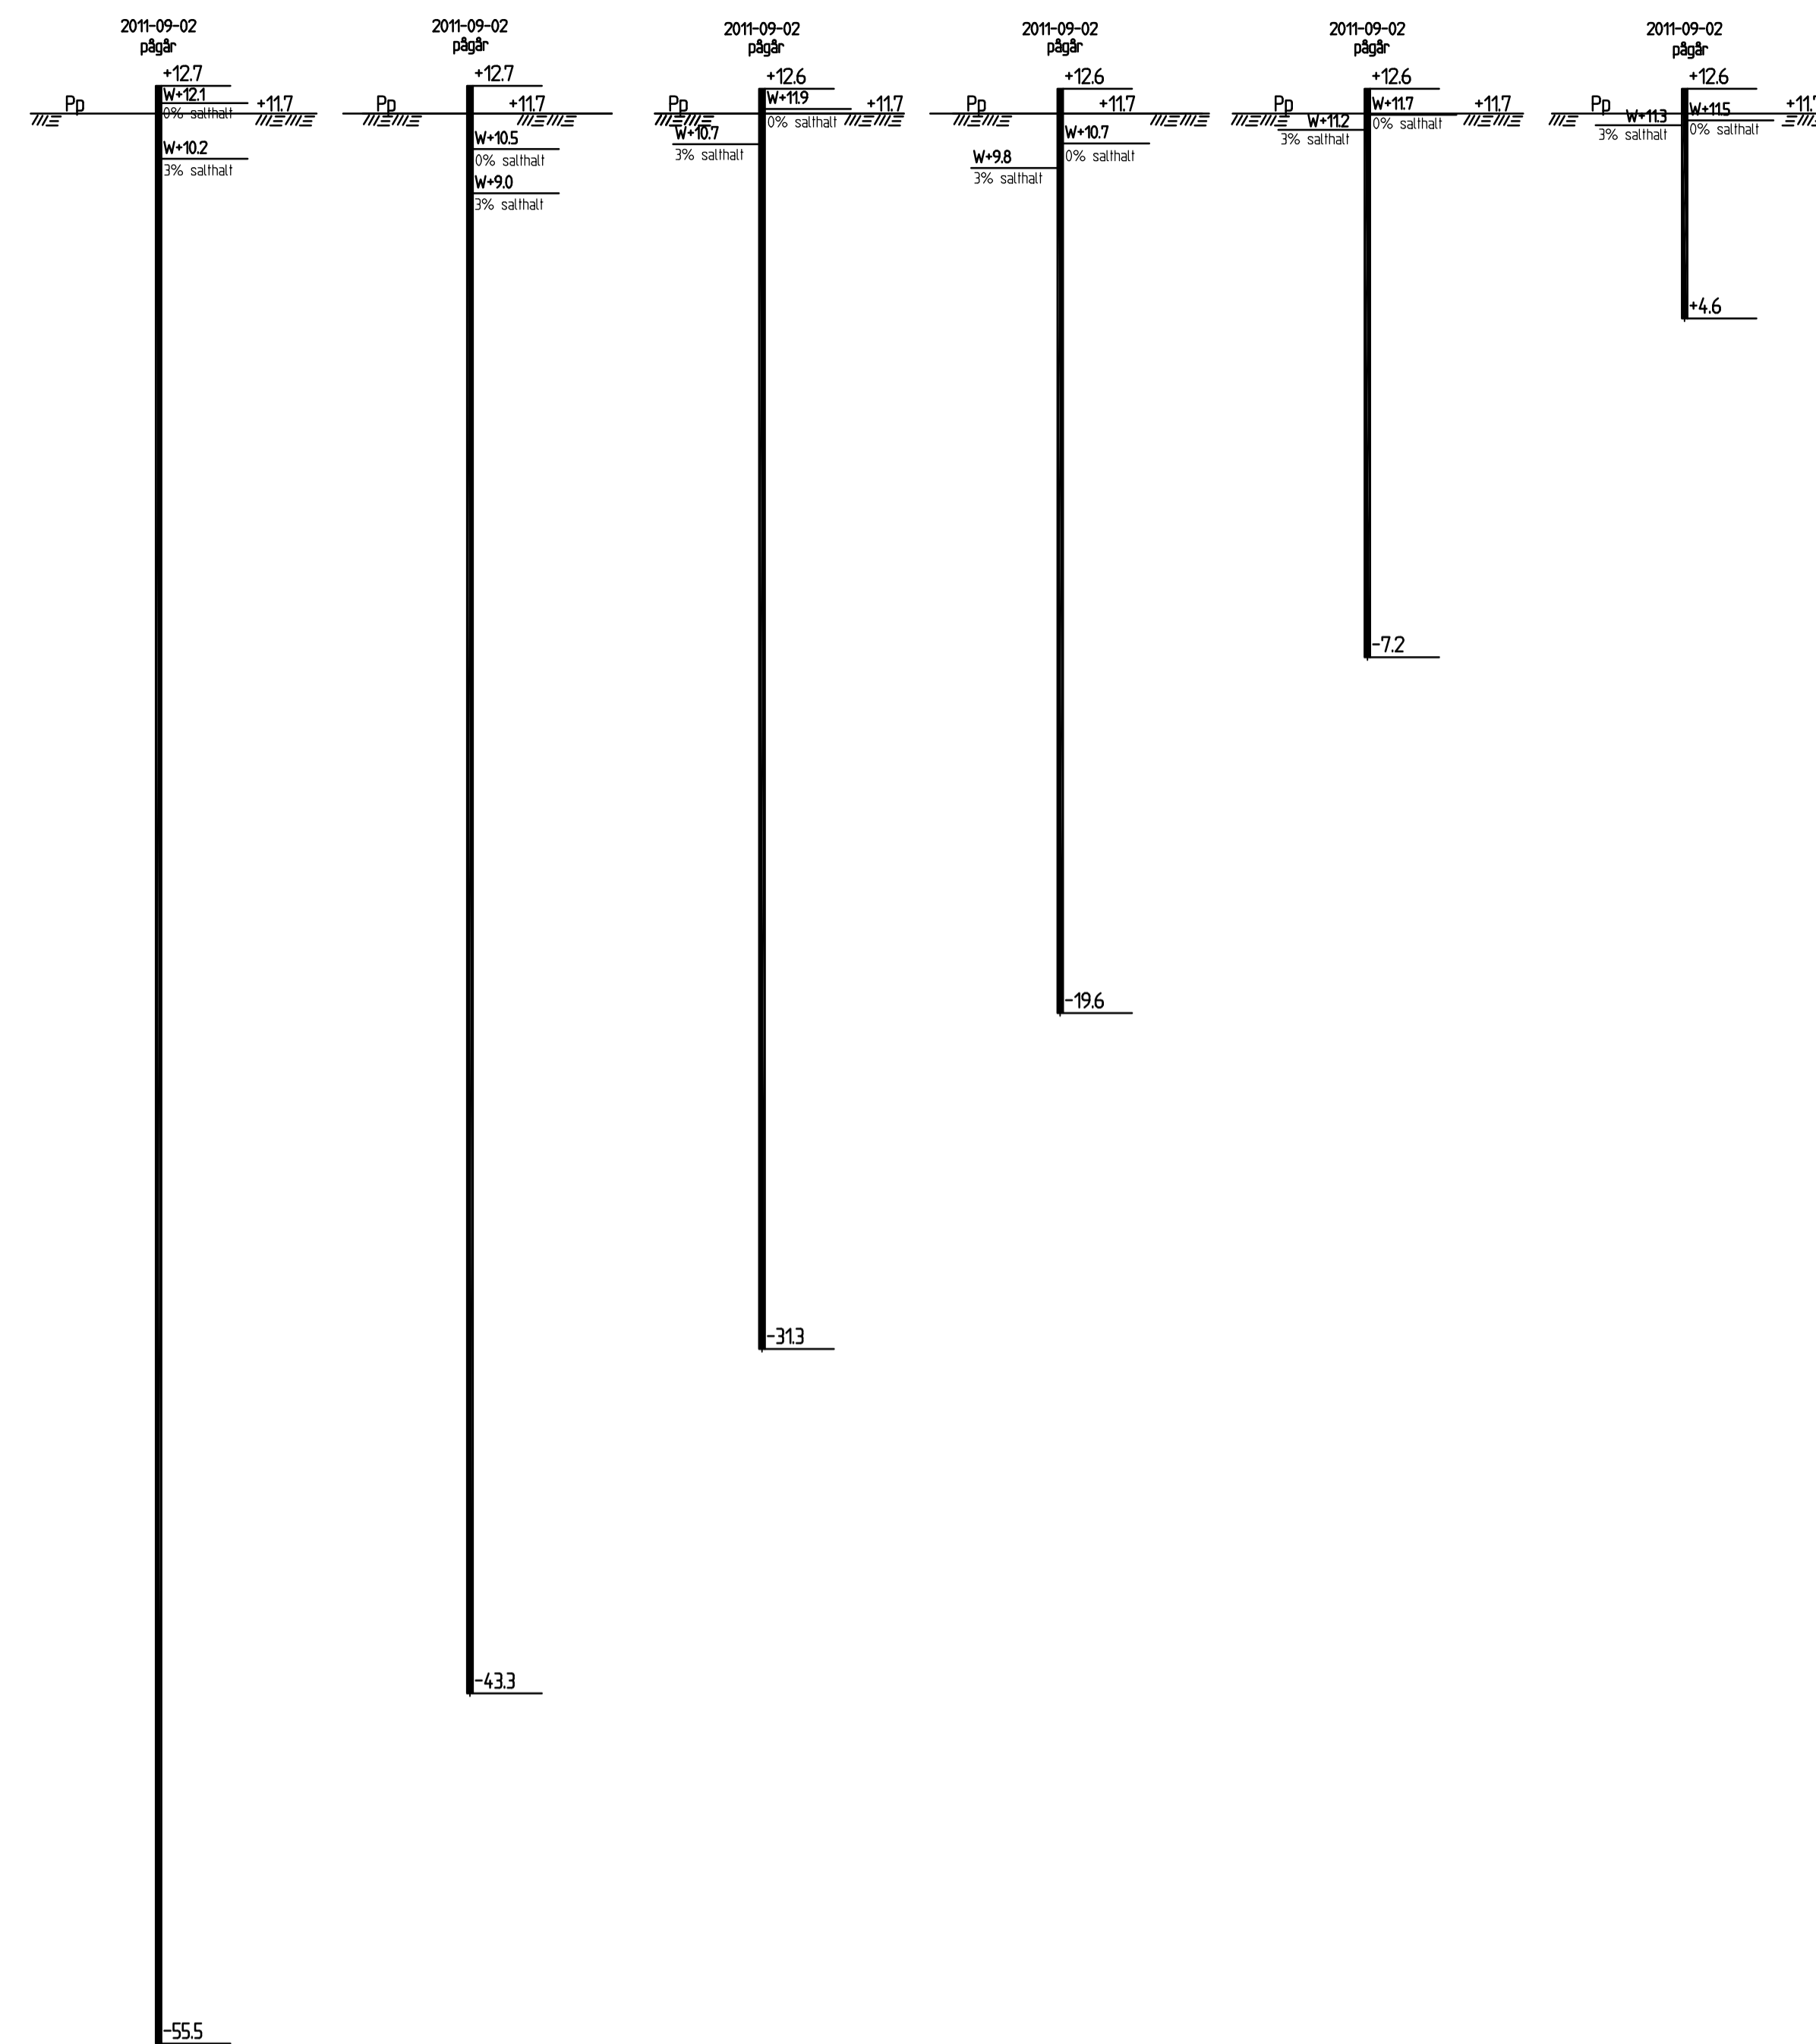 2011-09-02
pågår
+12.7
W+12.1
Pp
+11.7
0% salthalt
W+10.2
3% salthalt
-55.5
2011-09-02
pågår
+12.7
Pp
+11.7
W+10.5
0% salthalt
W+9.0
3% salthalt
-43.3
2011-09-02
pågår
+12.6
W+11.9
Pp
+11.7
0% salthalt
W+10.7
3% salthalt
-31.3
2011-09-02
pågår
+12.6
Pp
+11.7
W+10.7
0% salthalt
W+9.8
3% salthalt
-19.6
2011-09-02
pågår
+12.6
Pp
W+11.7
+11.7
W+11.2
0% salthalt
3% salthalt
-7.2
2011-09-02
pågår
+12.6
Pp
W+11.5
+11.7
W+11.3
0% salthalt
3% salthalt
+4.6